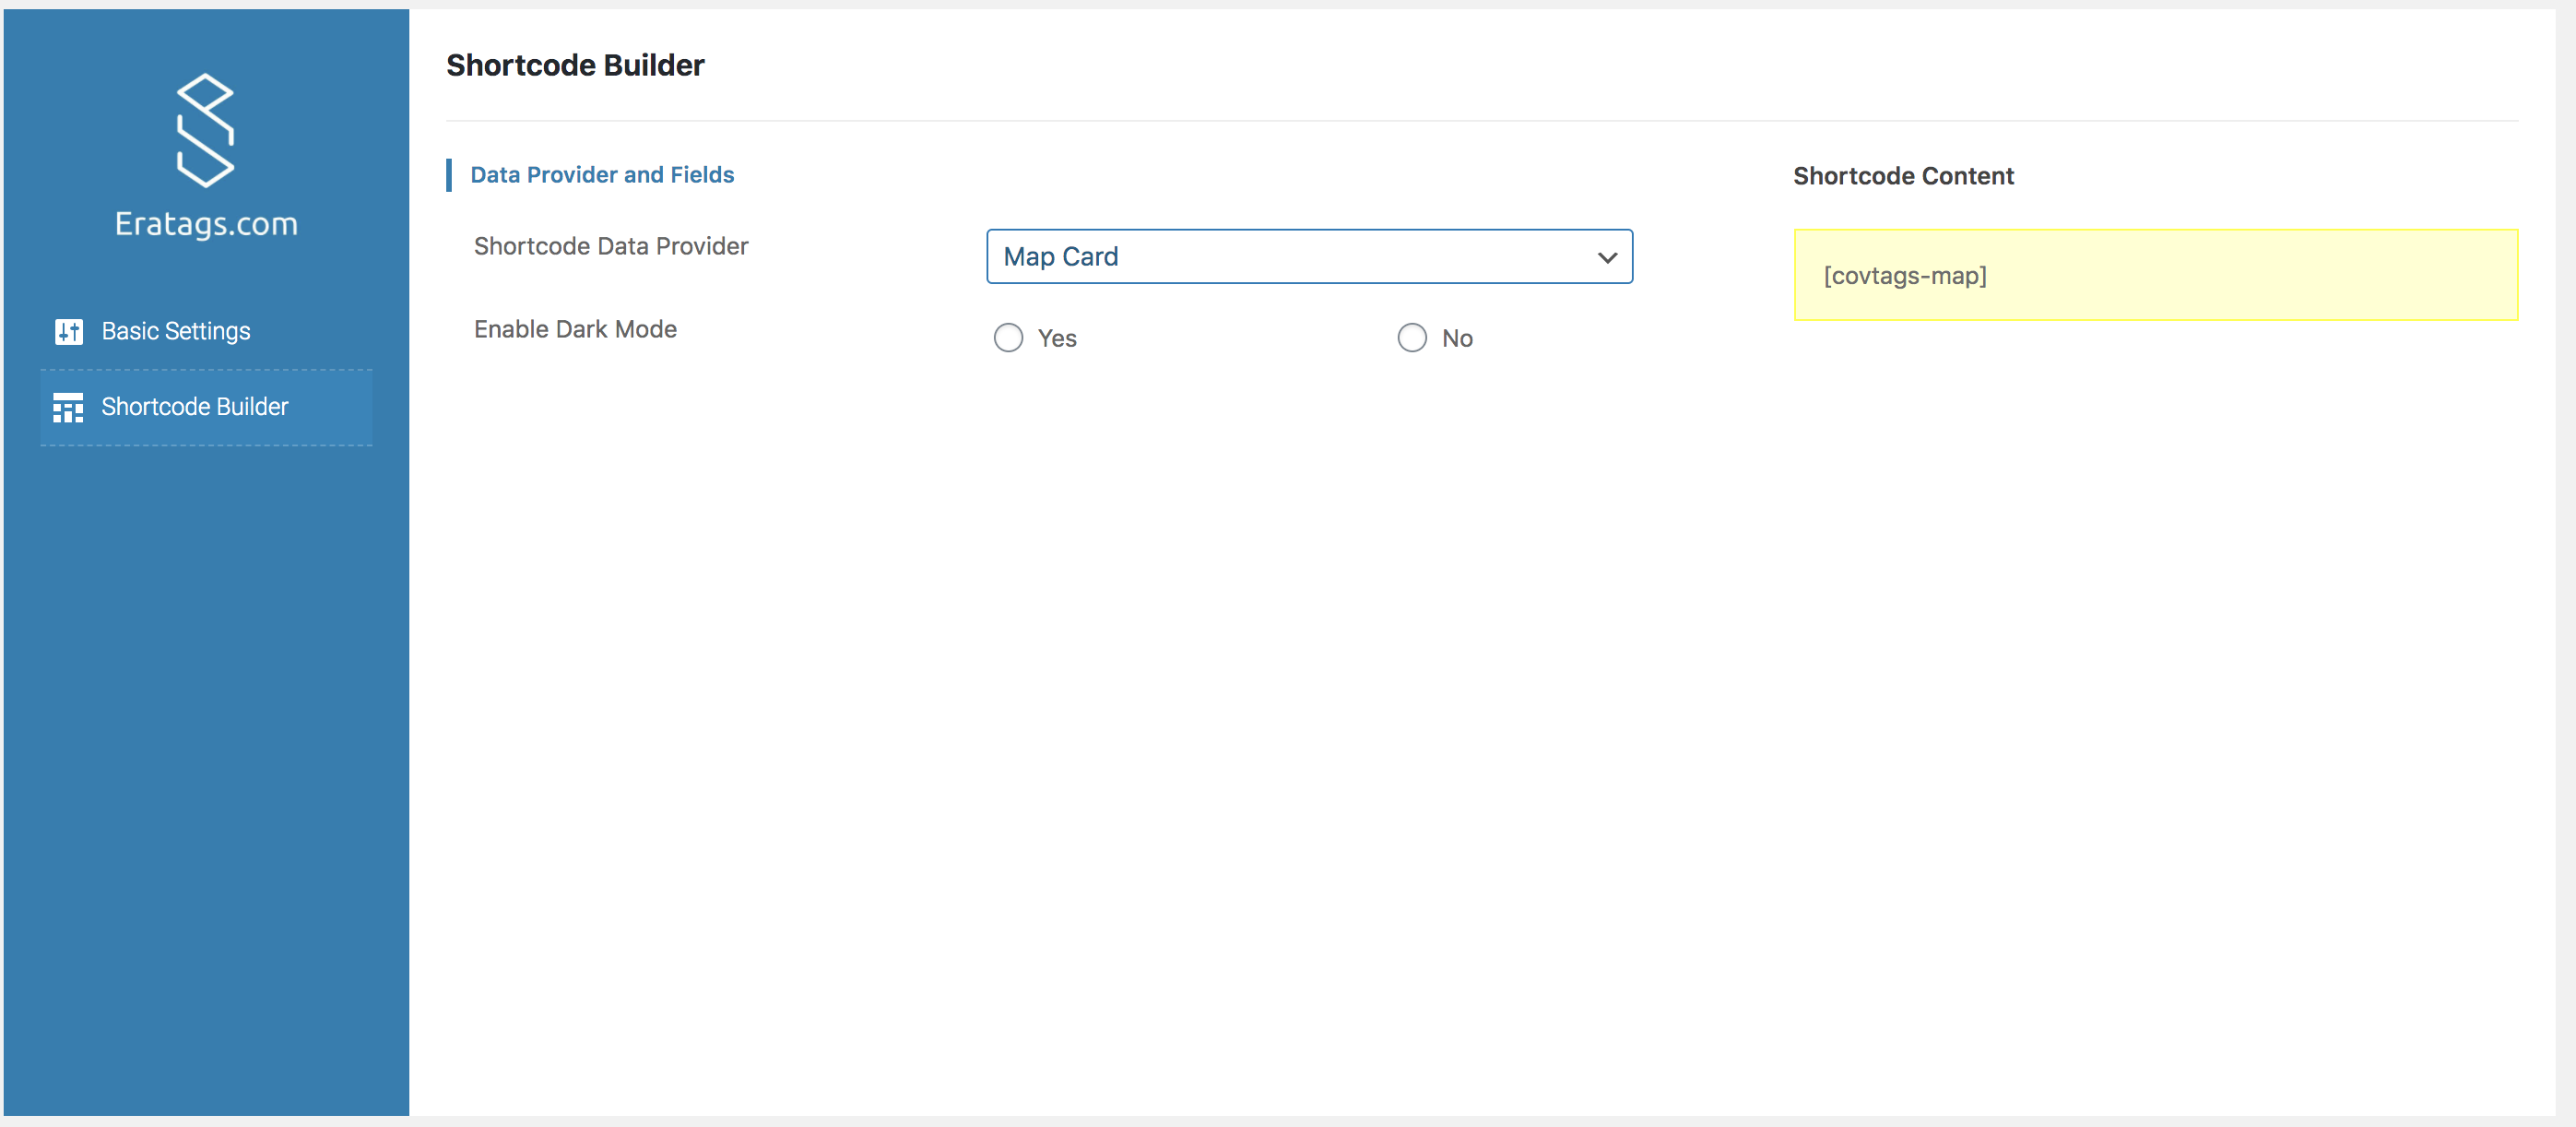 Eratags.com
Basic Settings
Shortcode Builder
Shortcode Builder
Data Provider and Fields
Shortcode Data Provider
Map Card
Enable Dark Mode
Yes
No
Shortcode Content
[covtags-map]